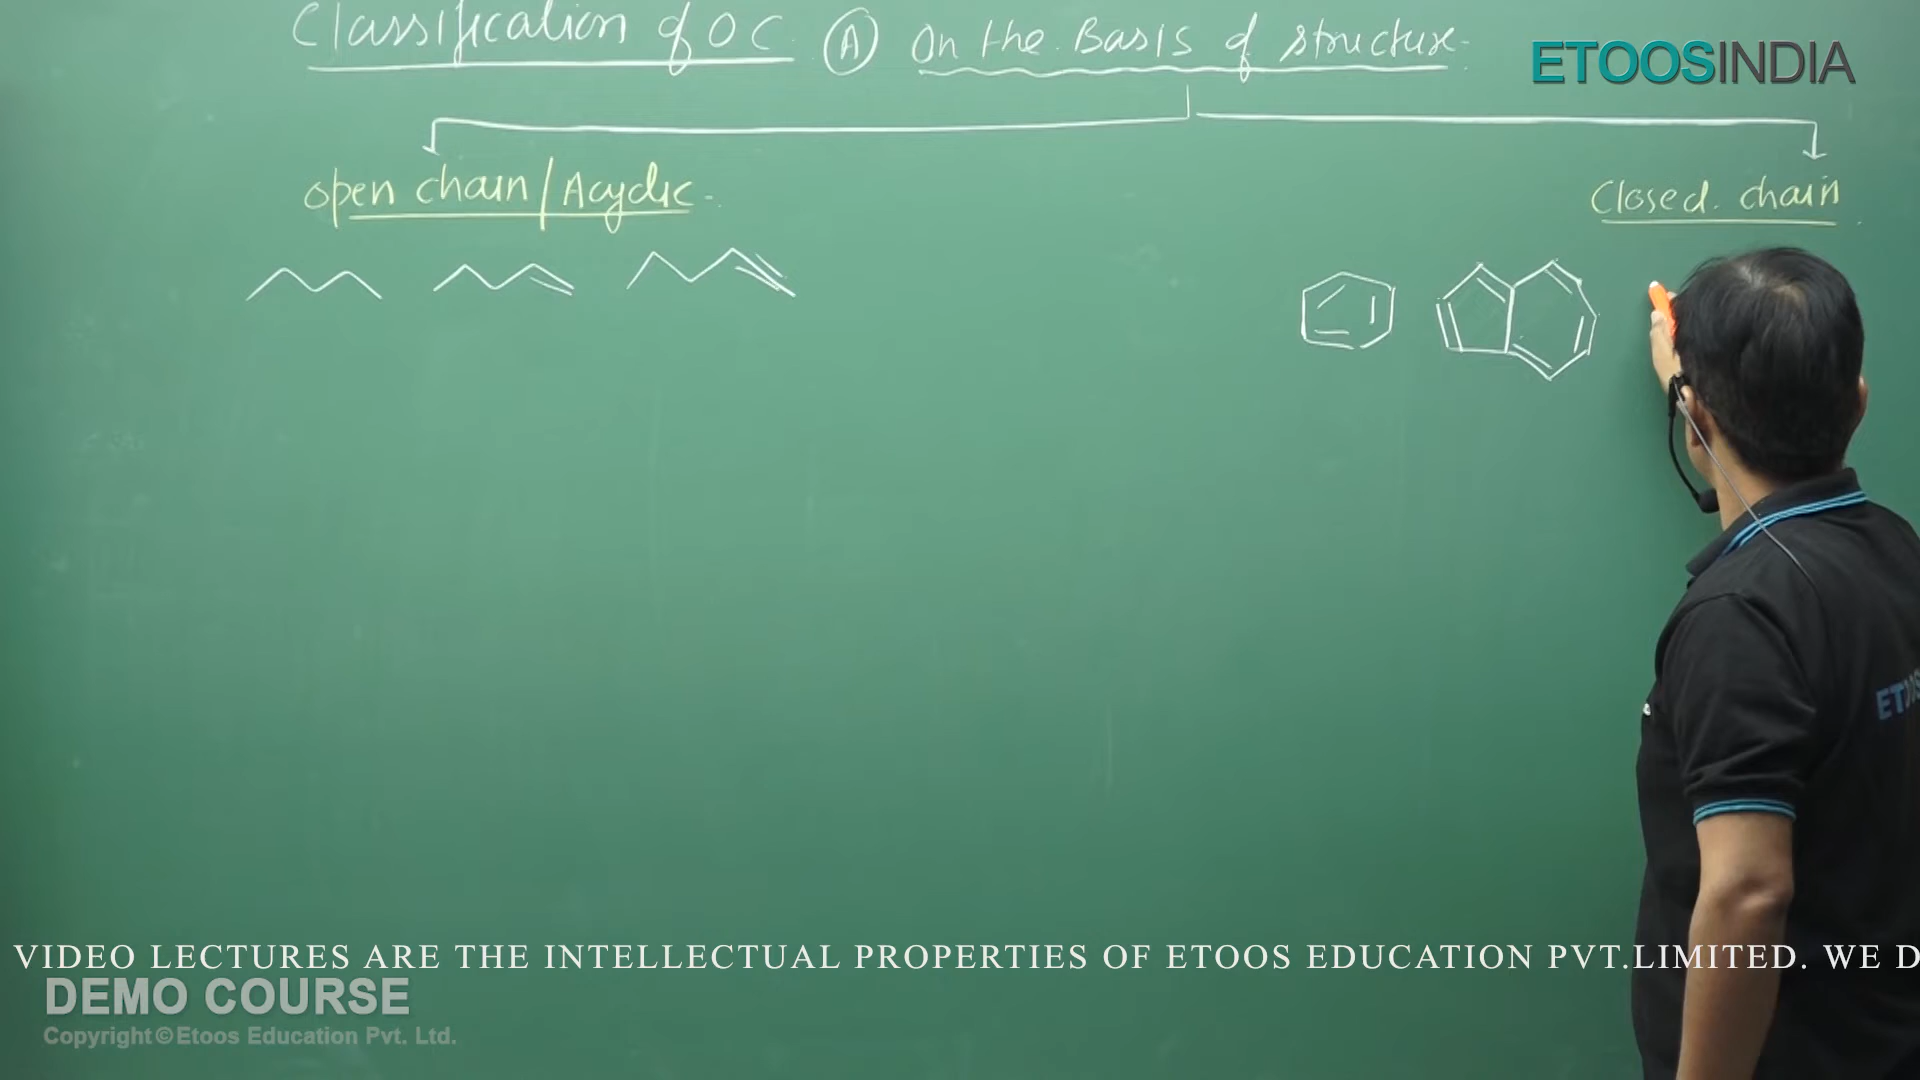 Classification of OC (A) On the Basis of structure
ETOOSINDIA
open chain / Acyclic
Closed chain
VIDEO LECTURES ARE THE INTELLECTUAL PROPERTIES OF ETOOS EDUCATION PVT.LIMITED. WE D
DEMO COURSE
Copyright©Etoos Education Pvt. Ltd.